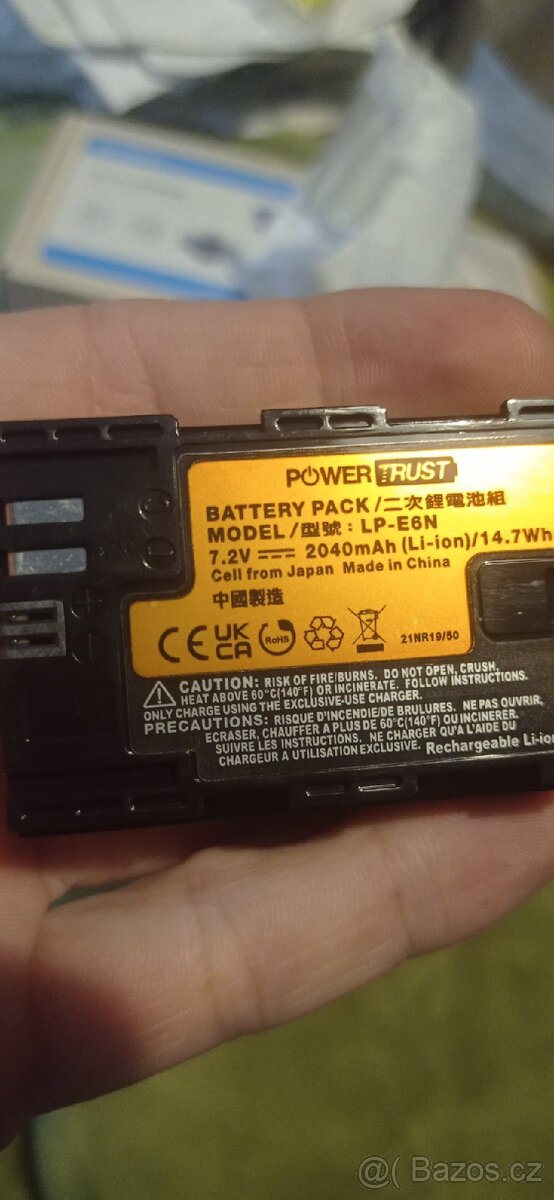 POWER TRUST
BATTERY PACK/二次鋰電池組
MODEL/型號: LP-E6N
7.2V 2040mAh (Li-ion)/14.7Wh
Cell from Japan Made in China
中國製造
CE UK CA RoHS
21NR19/50
CAUTION: RISK OF FIRE/BURNS. DO NOT OPEN, CRUSH,
HEAT ABOVE 60°C(140°F) OR INCINERATE. FOLLOW INSTRUCTIONS.
ONLY CHARGE USING THE EXCLUSIVE-USE CHARGER.
PRÉCAUTIONS: RISQUE D'INCENDIE/DE BRULURES. NE PAS OUVRIR,
ECRASER, CHAUFFER A PLUS DE 60°C(140°F) OU INCINERER.
SUIVRE LES INSTRUCTIONS. NE CHARGER QU'A L'AIDE DU
CHARGEUR A UTILISATION EXCLUSIVE. Rechargeable Li-ion
+
-
@( Bazos.cz